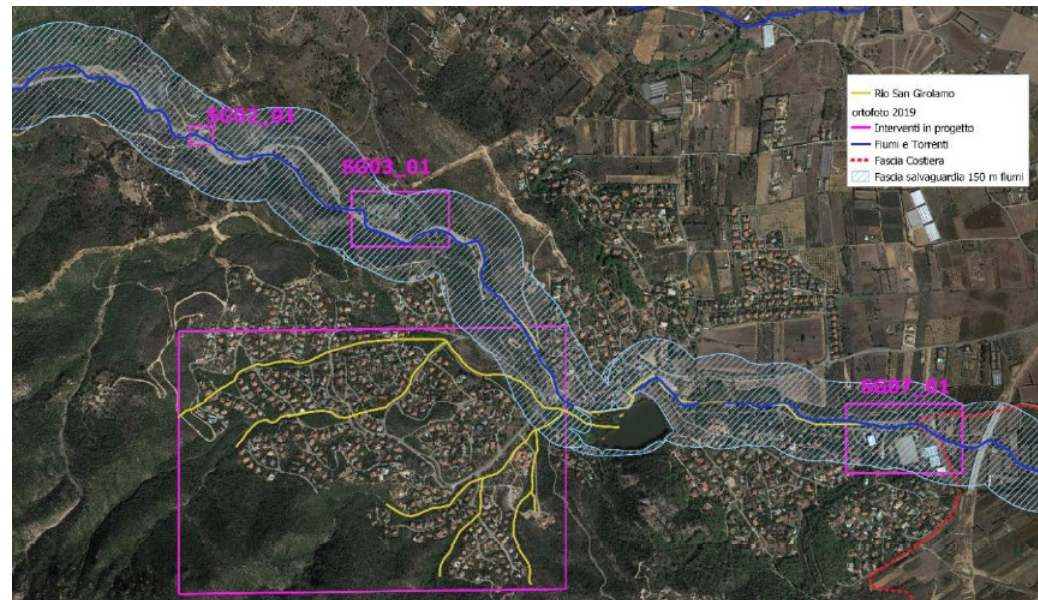 SG02_01
SG03_01
SG07_01
Rio San Girolamo
ortofoto 2019
Interventi in progetto
Fiumi e Torrenti
Fascia Costiera
Fascia salvaguardia 150 m fiumi